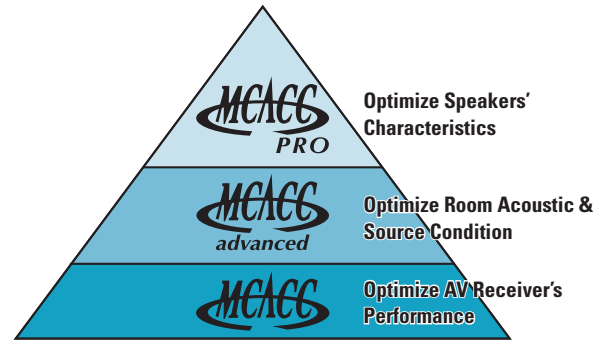 MCACC
PRO
Optimize Speakers'
Characteristics
MCACC
advanced
Optimize Room Acoustic &
Source Condition
MCACC
Optimize AV Receiver's
Performance